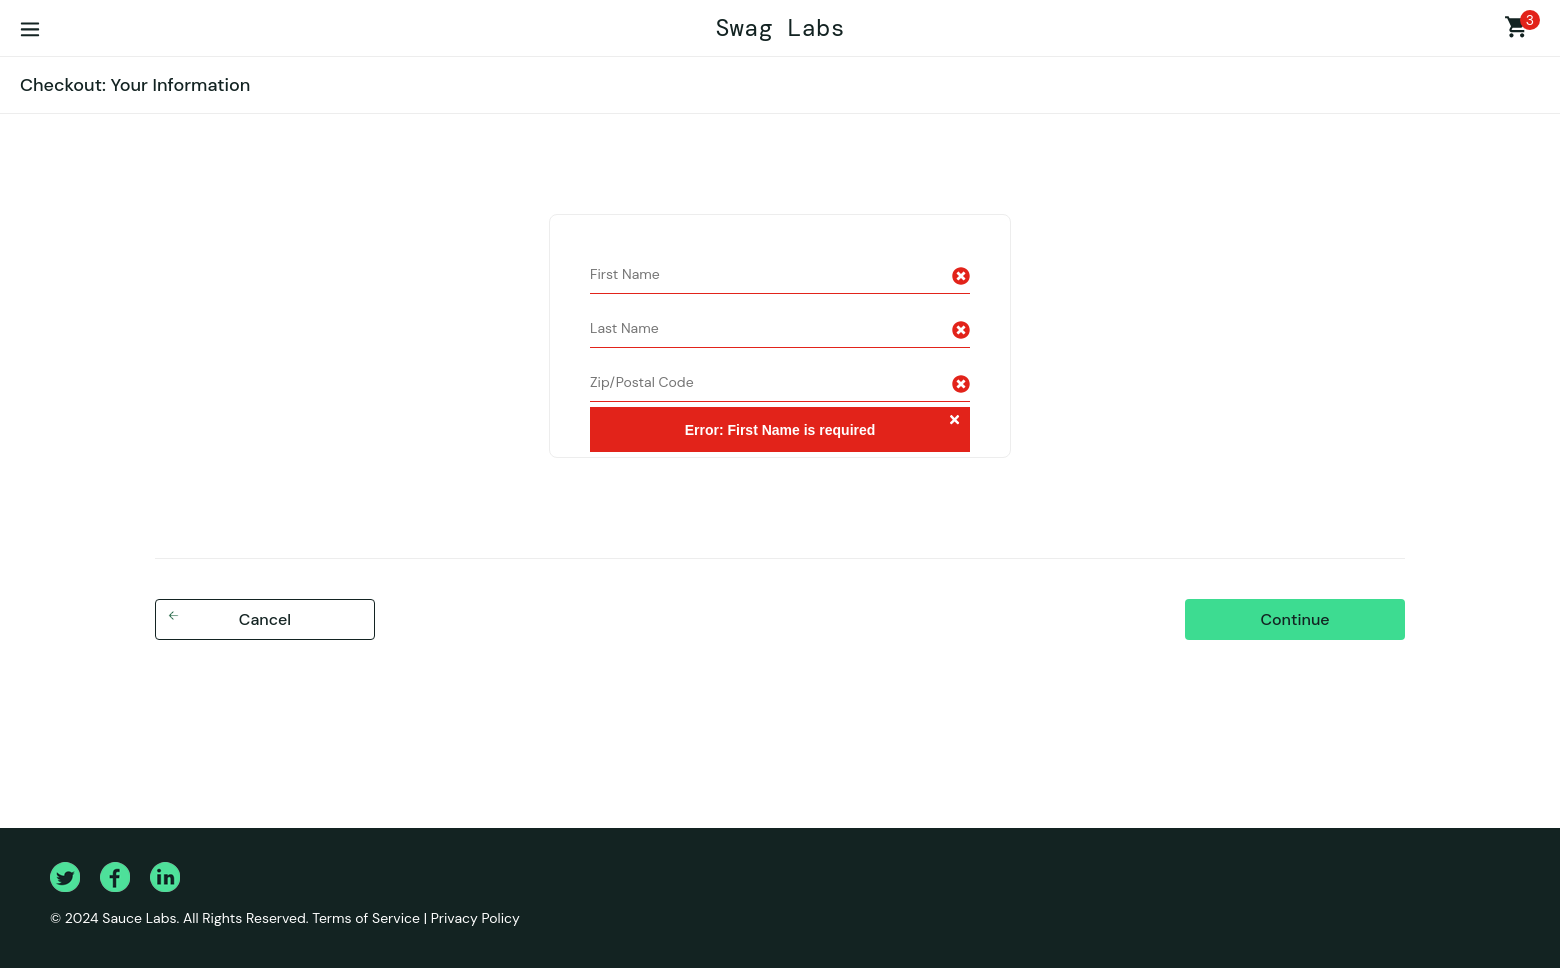 Swag Labs
3
Checkout: Your Information
First Name
Last Name
Zip/Postal Code
Error: First Name is required
Cancel
Continue
© 2024 Sauce Labs. All Rights Reserved. Terms of Service | Privacy Policy